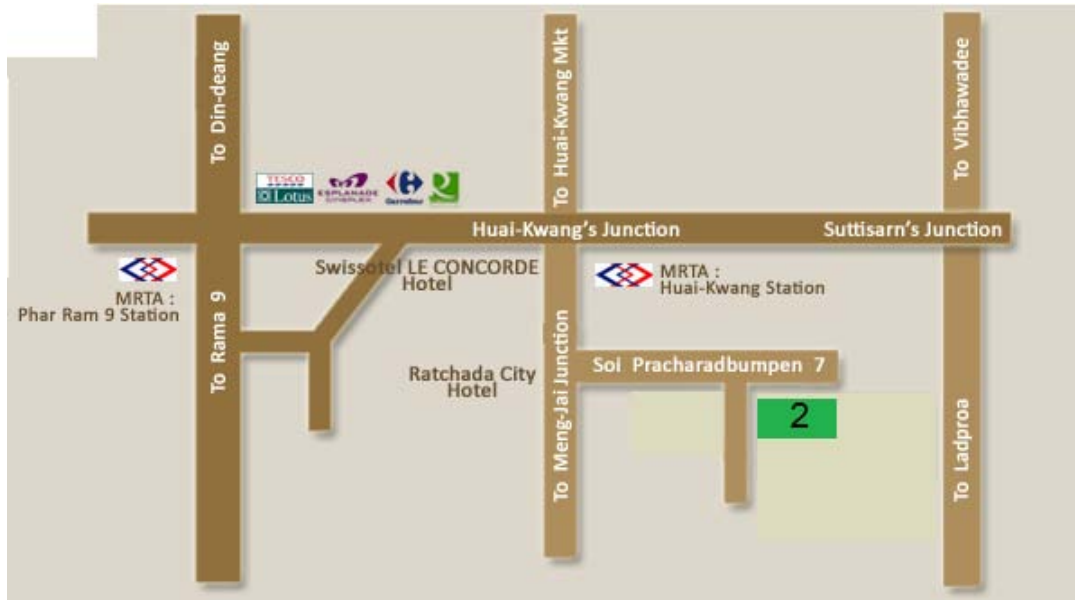 To Din-deang
To Huai-Kwang Mkt
To Vibhawadee
TESCO
Lotus
ESPLANADE
CINEPLEX
Carrefour
Huai-Kwang's Junction
Suttisarn's Junction
Swissotel LE CONCORDE
Hotel
MRTA :
Huai-Kwang Station
MRTA :
Phar Ram 9 Station
To Rama 9
Ratchada City
Hotel
To Meng-Jai Junction
Soi Pracharadbumpen 7
2
To Ladproa